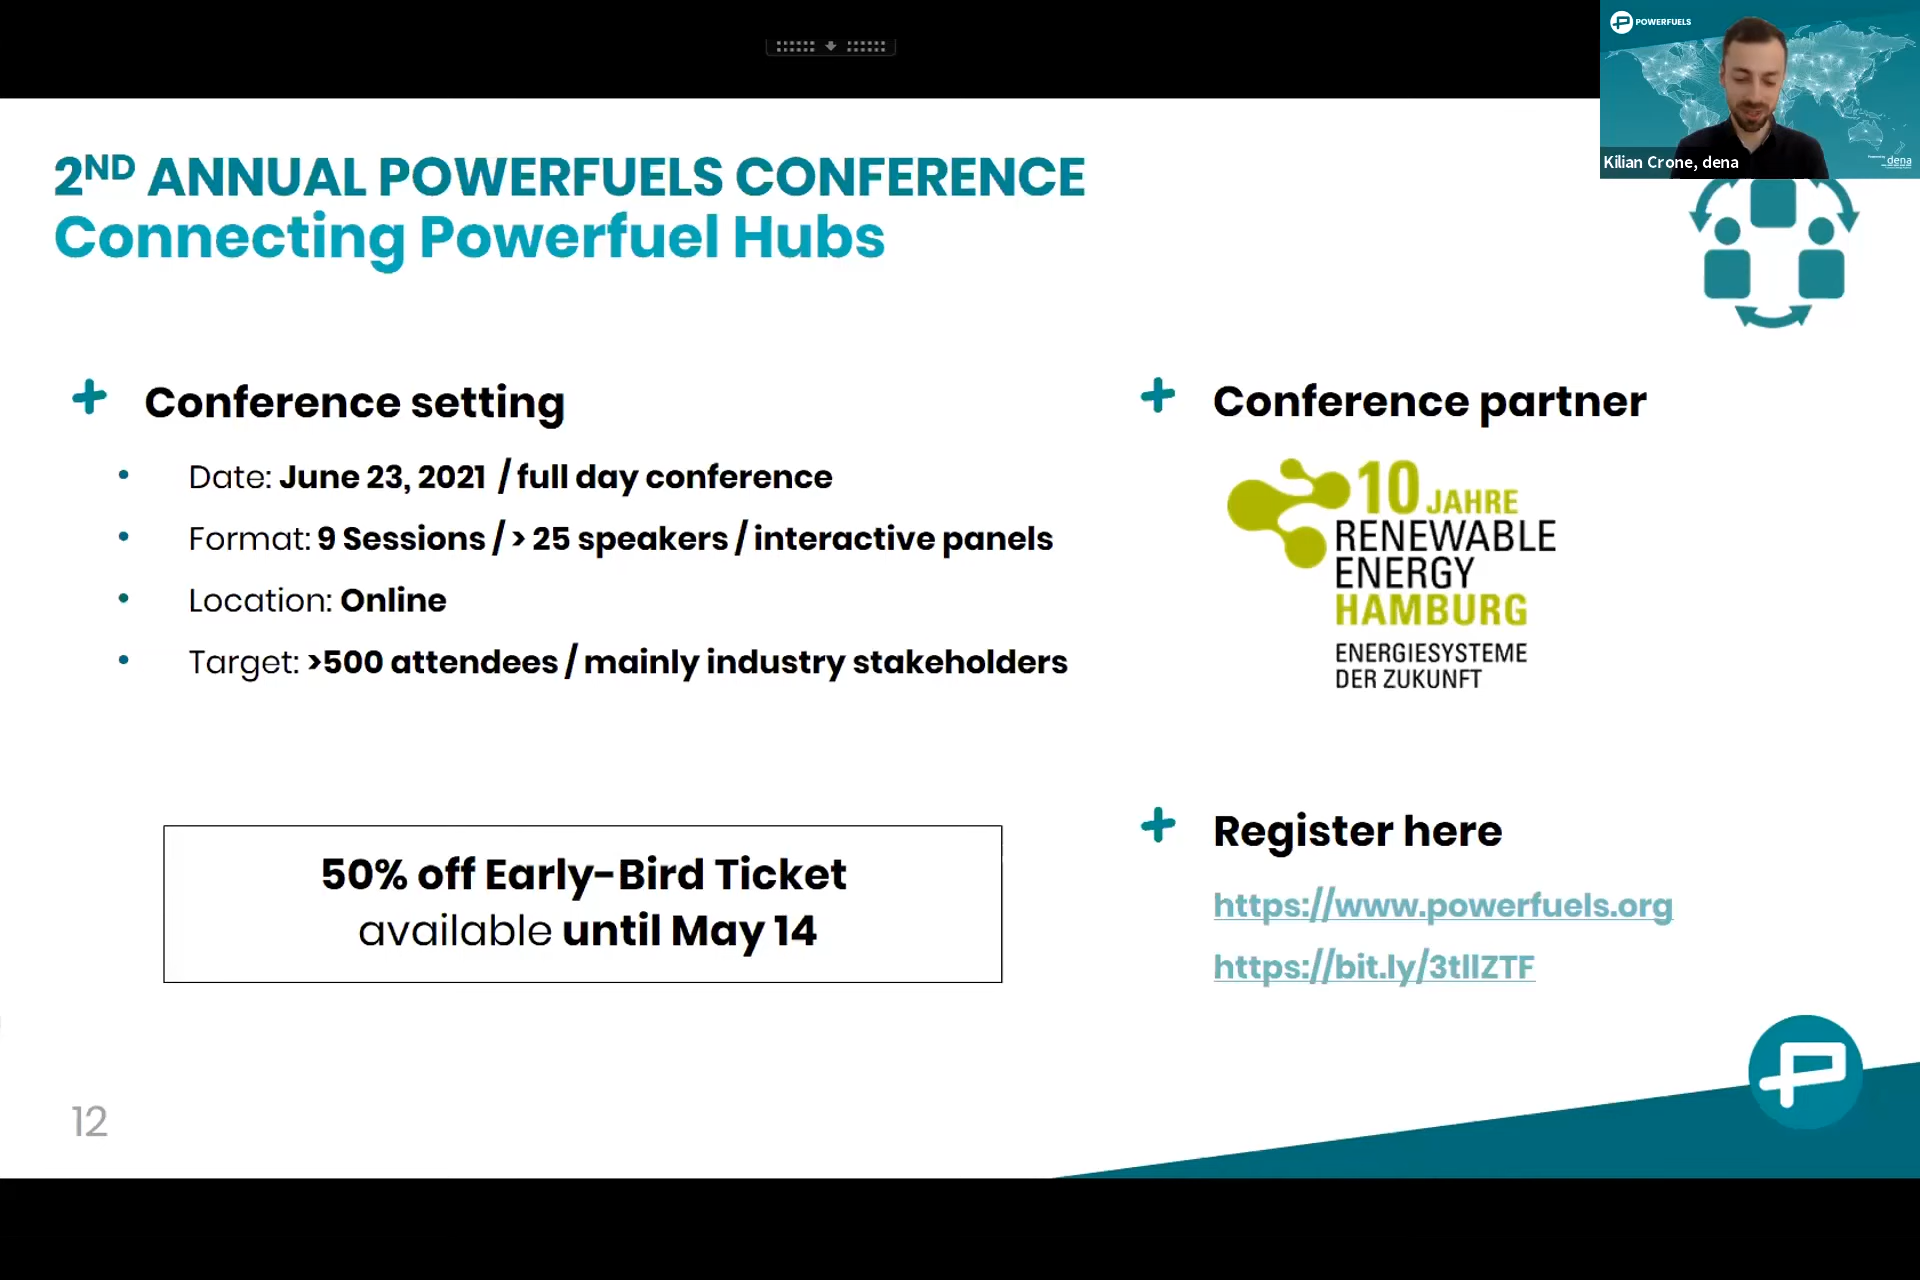 POWERFUELS
Kilian Crone, dena
dena
2ND ANNUAL POWERFUELS CONFERENCE
Connecting Powerfuel Hubs
Conference setting
• Date: June 23, 2021 / full day conference
• Format: 9 Sessions / > 25 speakers / interactive panels
• Location: Online
• Target: >500 attendees / mainly industry stakeholders
50% off Early-Bird Ticket
available until May 14
Conference partner
10 JAHRE
RENEWABLE
ENERGY
HAMBURG
ENERGIESYSTEME
DER ZUKUNFT
Register here
https://www.powerfuels.org
https://bit.ly/3tllZTF
12